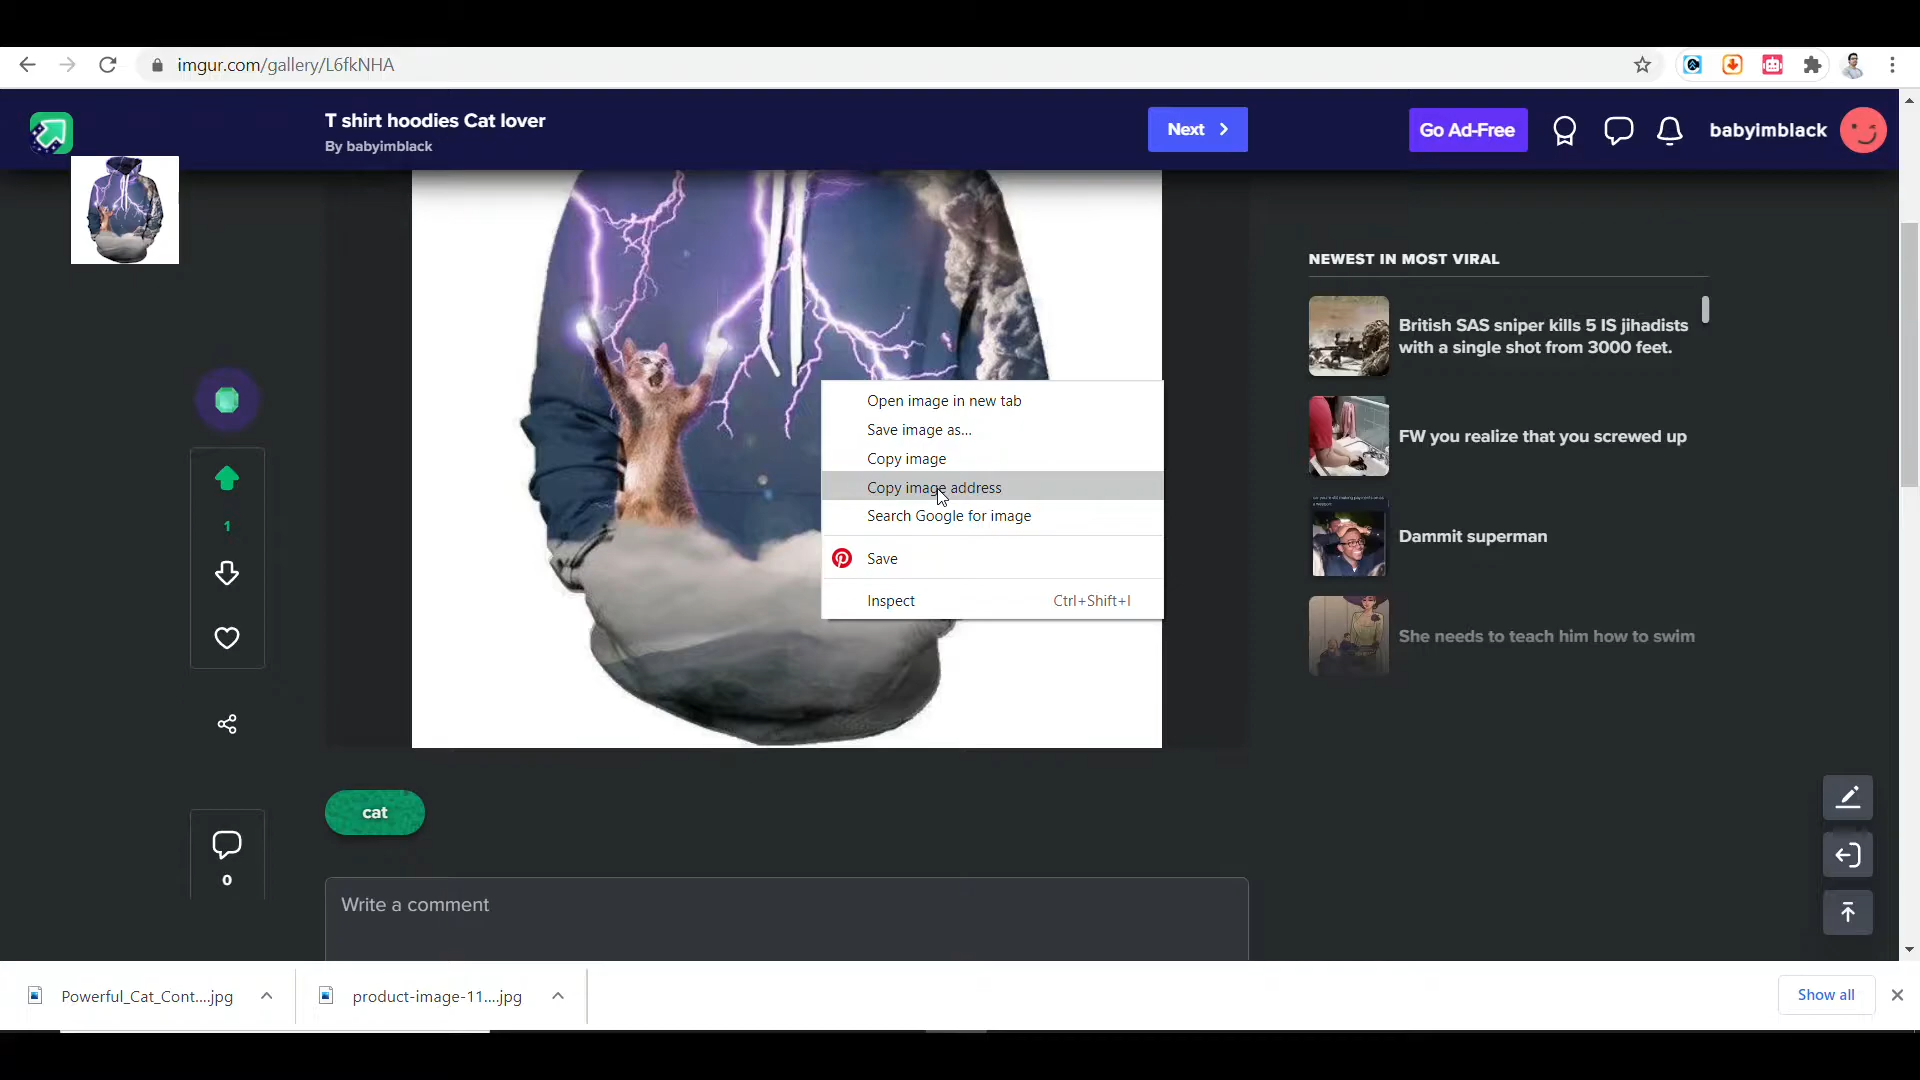 imgur.com/gallery/L6fkNHA
T shirt hoodies Cat lover
By babyimblack
Next
Go Ad-Free
babyimblack
NEWEST IN MOST VIRAL
British SAS sniper kills 5 IS jihadists
with a single shot from 3000 feet.
FW you realize that you screwed up
Dammit superman
She needs to teach him how to swim
Open image in new tab
Save image as...
Copy image
Copy image address
Search Google for image
Save
Inspect Ctrl+Shift+I
1
cat
0
Write a comment
Powerful_Cat_Cont....jpg
product-image-11....jpg
Show all